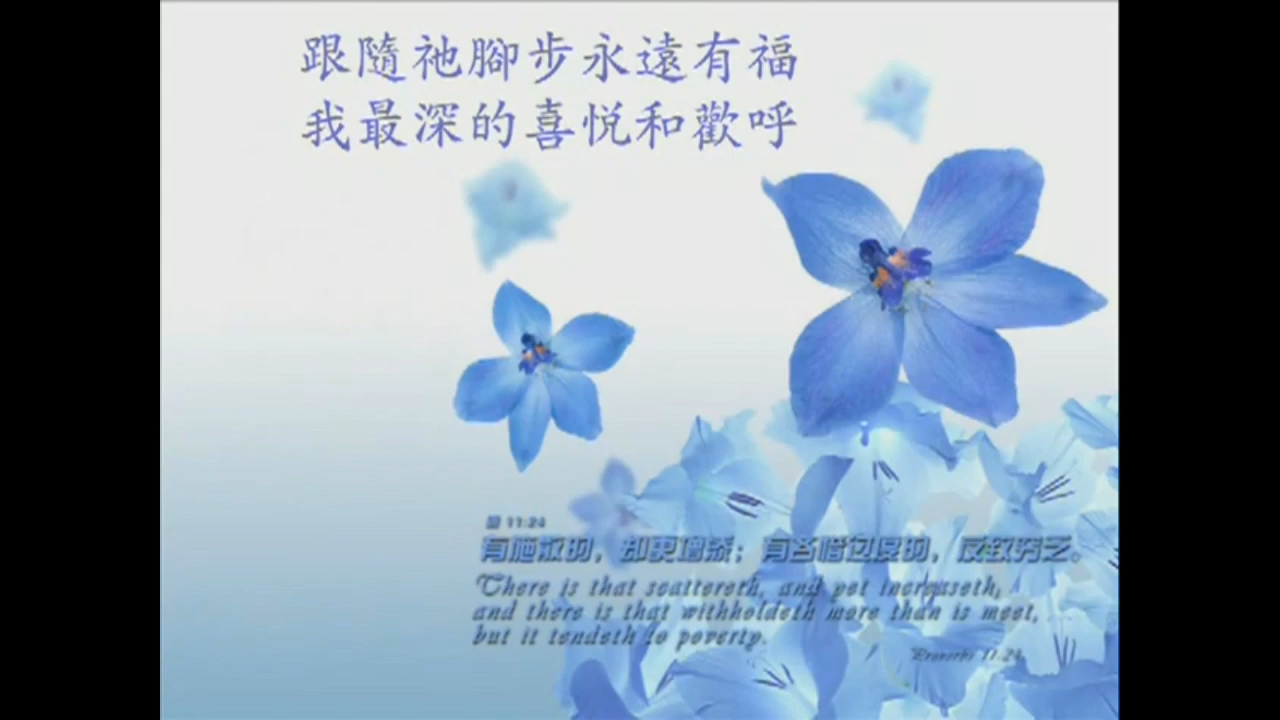 跟隨祂腳步永遠有福
我最深的喜悅和歡呼
箴 11:24
有施散的，却更增添；有吝惜过度的，反致穷乏。
There is that scattereth, and yet increaseth,
and there is that withholdeth more than is meet,
but it tendeth to poverty.
Proverbs 11:24